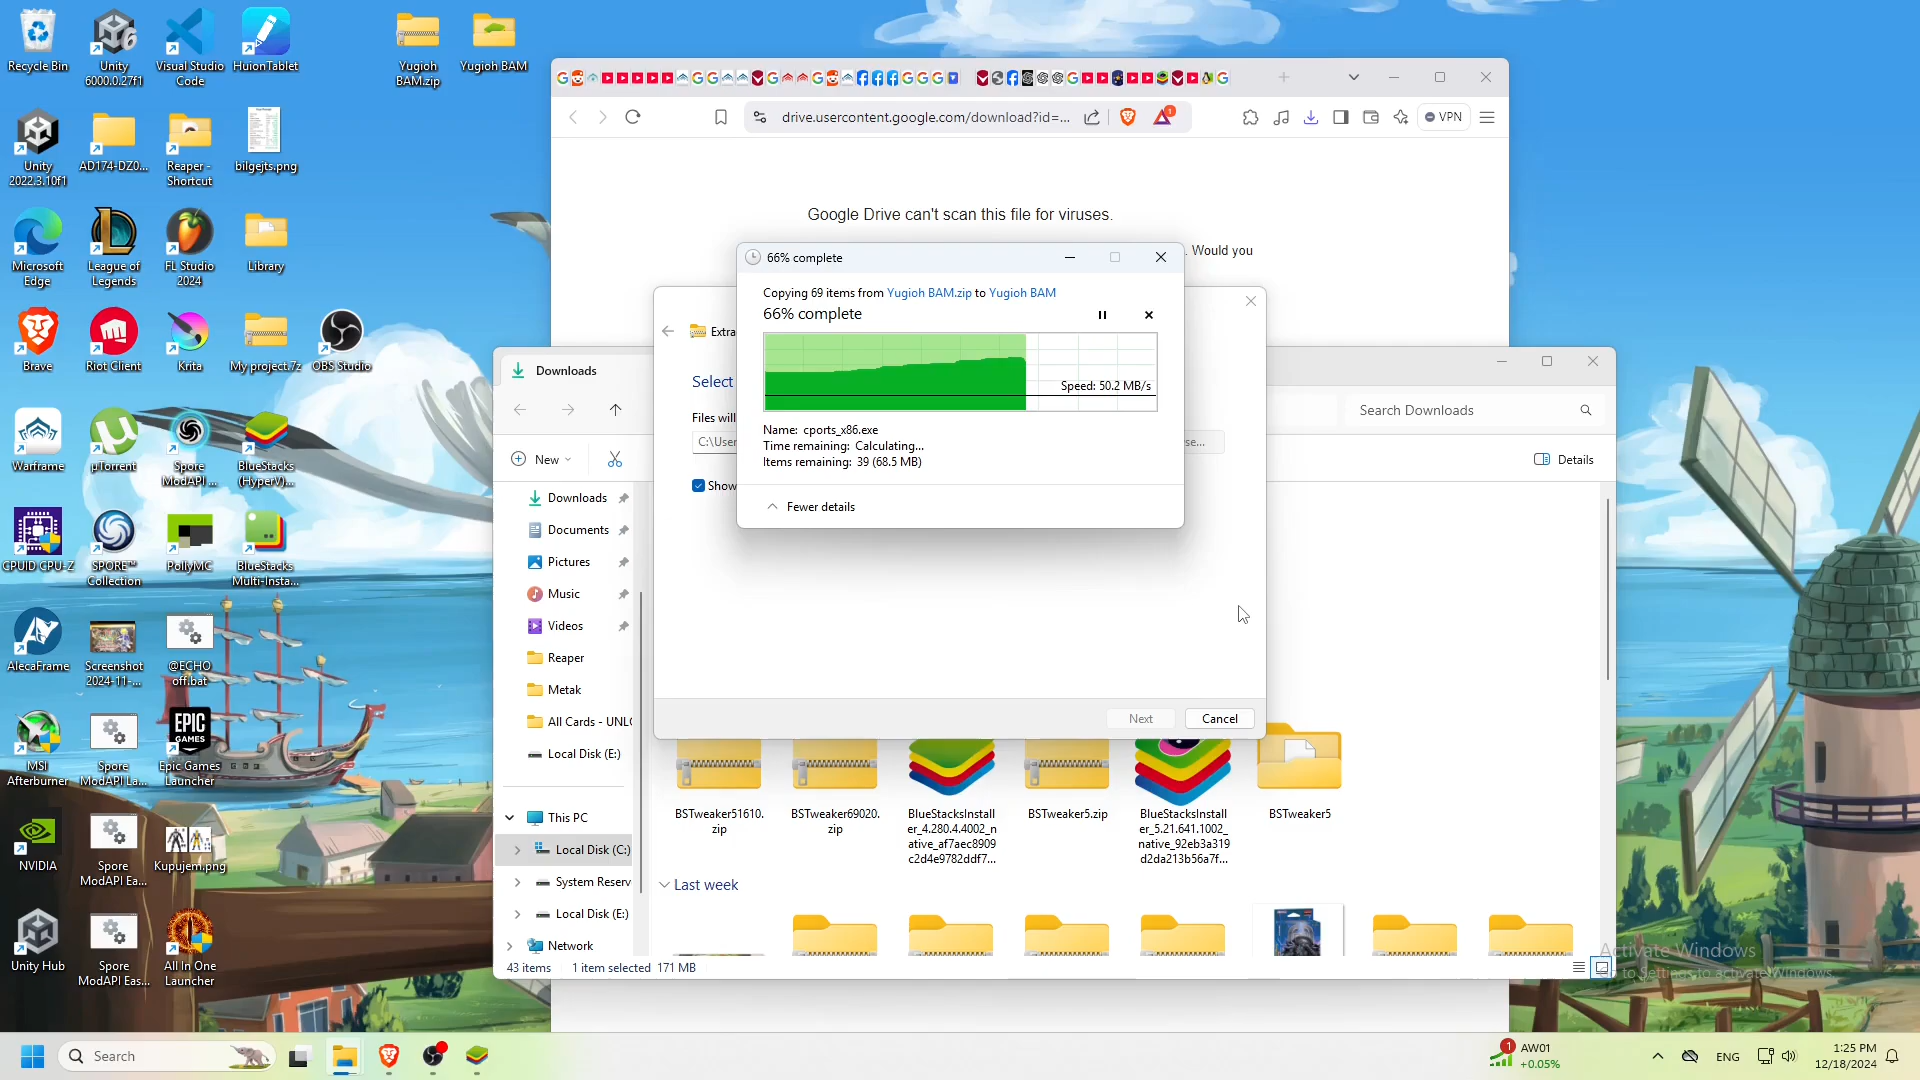 Recycle Bin
Unity
6000.0.27f1
Visual Studio
Code
HuionTablet
Yugioh
BAM.zip
Yugioh BAM
Unity
2022.3.10f1
AD174-DZ0...
Reaper -
Shortcut
bilgejts.png
Microsoft
Edge
League of
Legends
FL Studio
2024
Library
Brave
Riot Client
Krita
My project.7z
OBS Studio
Warframe
µTorrent
Spore
ModAPI ...
BlueStacks
(HyperV)...
CPUID CPU-Z
SPORE™
Collection
PollyMC
BlueStacks
Multi-Insta...
AlecaFrame
Screenshot
2024-11-...
@ECHO
off.bat
MSI
Afterburner
Spore
ModAPI La...
Epic Games
Launcher
NVIDIA
Spore
ModAPI Ea...
Kupujem.png
Unity Hub
Spore
ModAPI Eas...
All In One
Launcher
drive.usercontent.google.com/download?id=...
1
VPN
Google Drive can't scan this file for viruses.
. Would you
66% complete
Copying 69 items from Yugioh BAM.zip to Yugioh BAM
66% complete
Speed: 50.2 MB/s
Name: cports_x86.exe
Time remaining: Calculating...
Items remaining: 39 (68.5 MB)
Fewer details
Extra
Select
Files will
C:\User
se...
Show
Next
Cancel
Downloads
Search Downloads
New
Details
Downloads
Documents
Pictures
Music
Videos
Reaper
Metak
All Cards - UNLO
Local Disk (E:)
This PC
Local Disk (C:)
System Reserv
Local Disk (E:)
Network
BSTweaker51610.
zip
BSTweaker69020.
zip
BlueStacksInstall
er_4.280.4.4002_n
ative_af7aec8909
c2d4e9782ddf7...
BSTweaker5.zip
BlueStacksInstall
er_5.21.641.1002_
native_92eb3a319
d2da213b56a7f...
BSTweaker5
Last week
43 items
1 item selected 171 MB
Activate Windows
Go to Settings to activate Windows.
Search
EPIC
GAMES
1
AW01
+0.05%
ENG
1:25 PM
12/18/2024